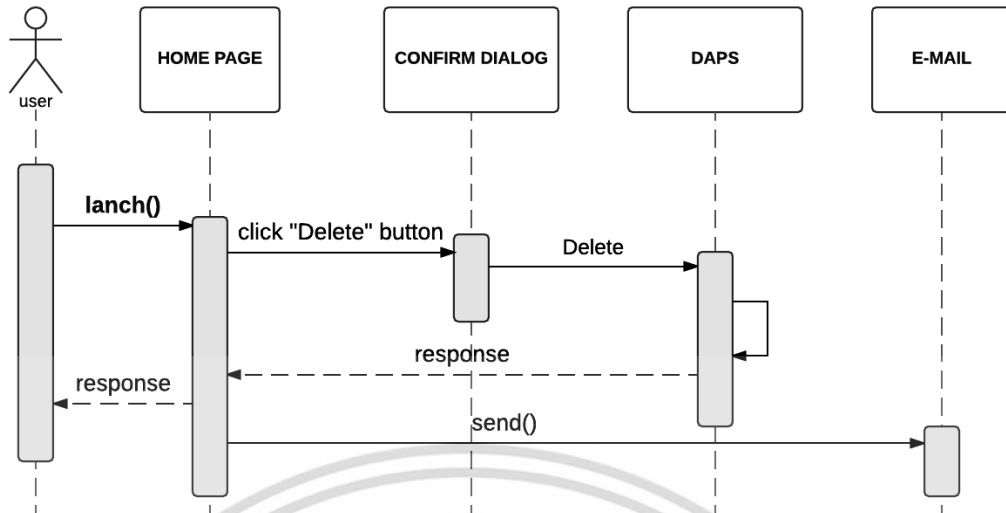 user
HOME PAGE
CONFIRM DIALOG
DAPS
E-MAIL
lanch()
click "Delete" button
Delete
response
response
send()